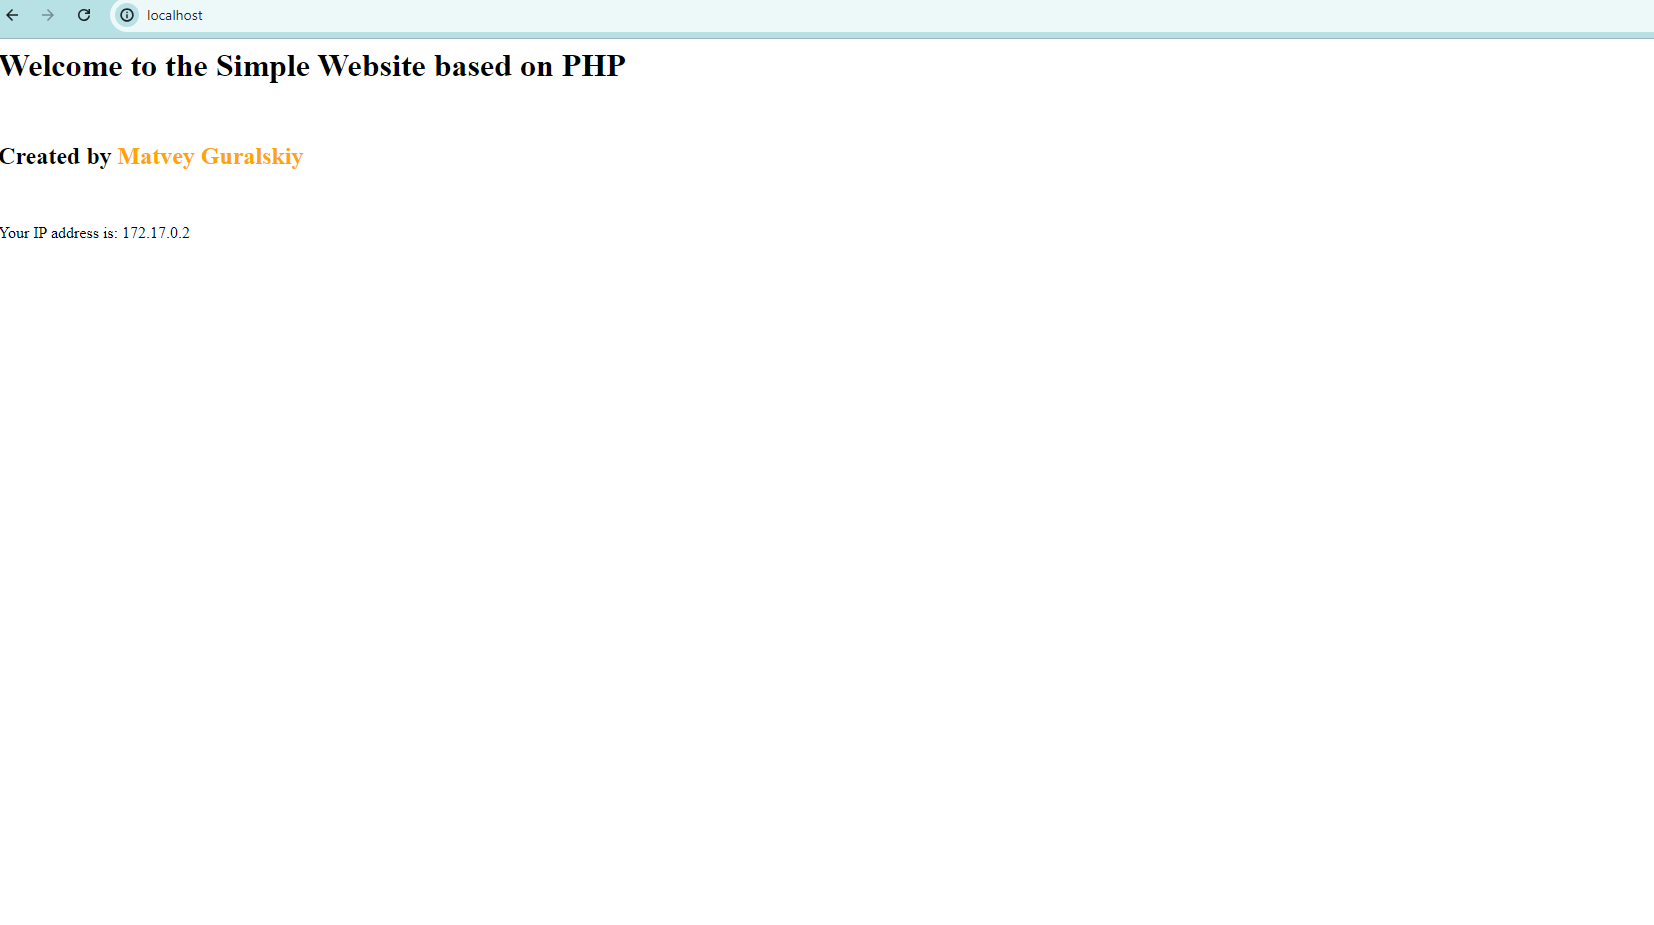 localhost
Welcome to the Simple Website based on PHP
Created by Matvey Guralskiy
Your IP address is: 172.17.0.2